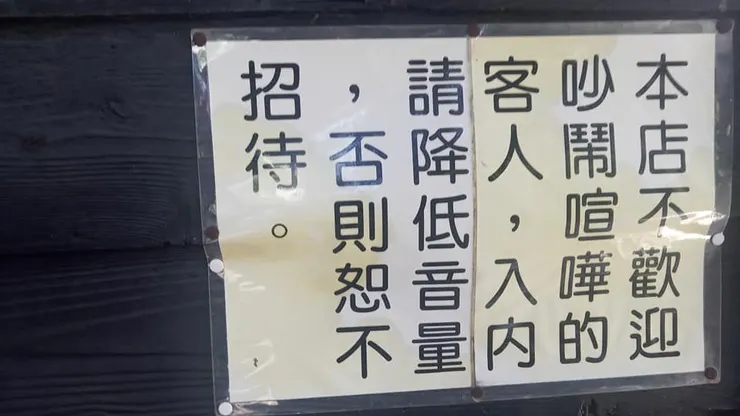 本店不歡迎
吵鬧喧嘩的
客人，入內
請降低音量
，否則恕不
招待。